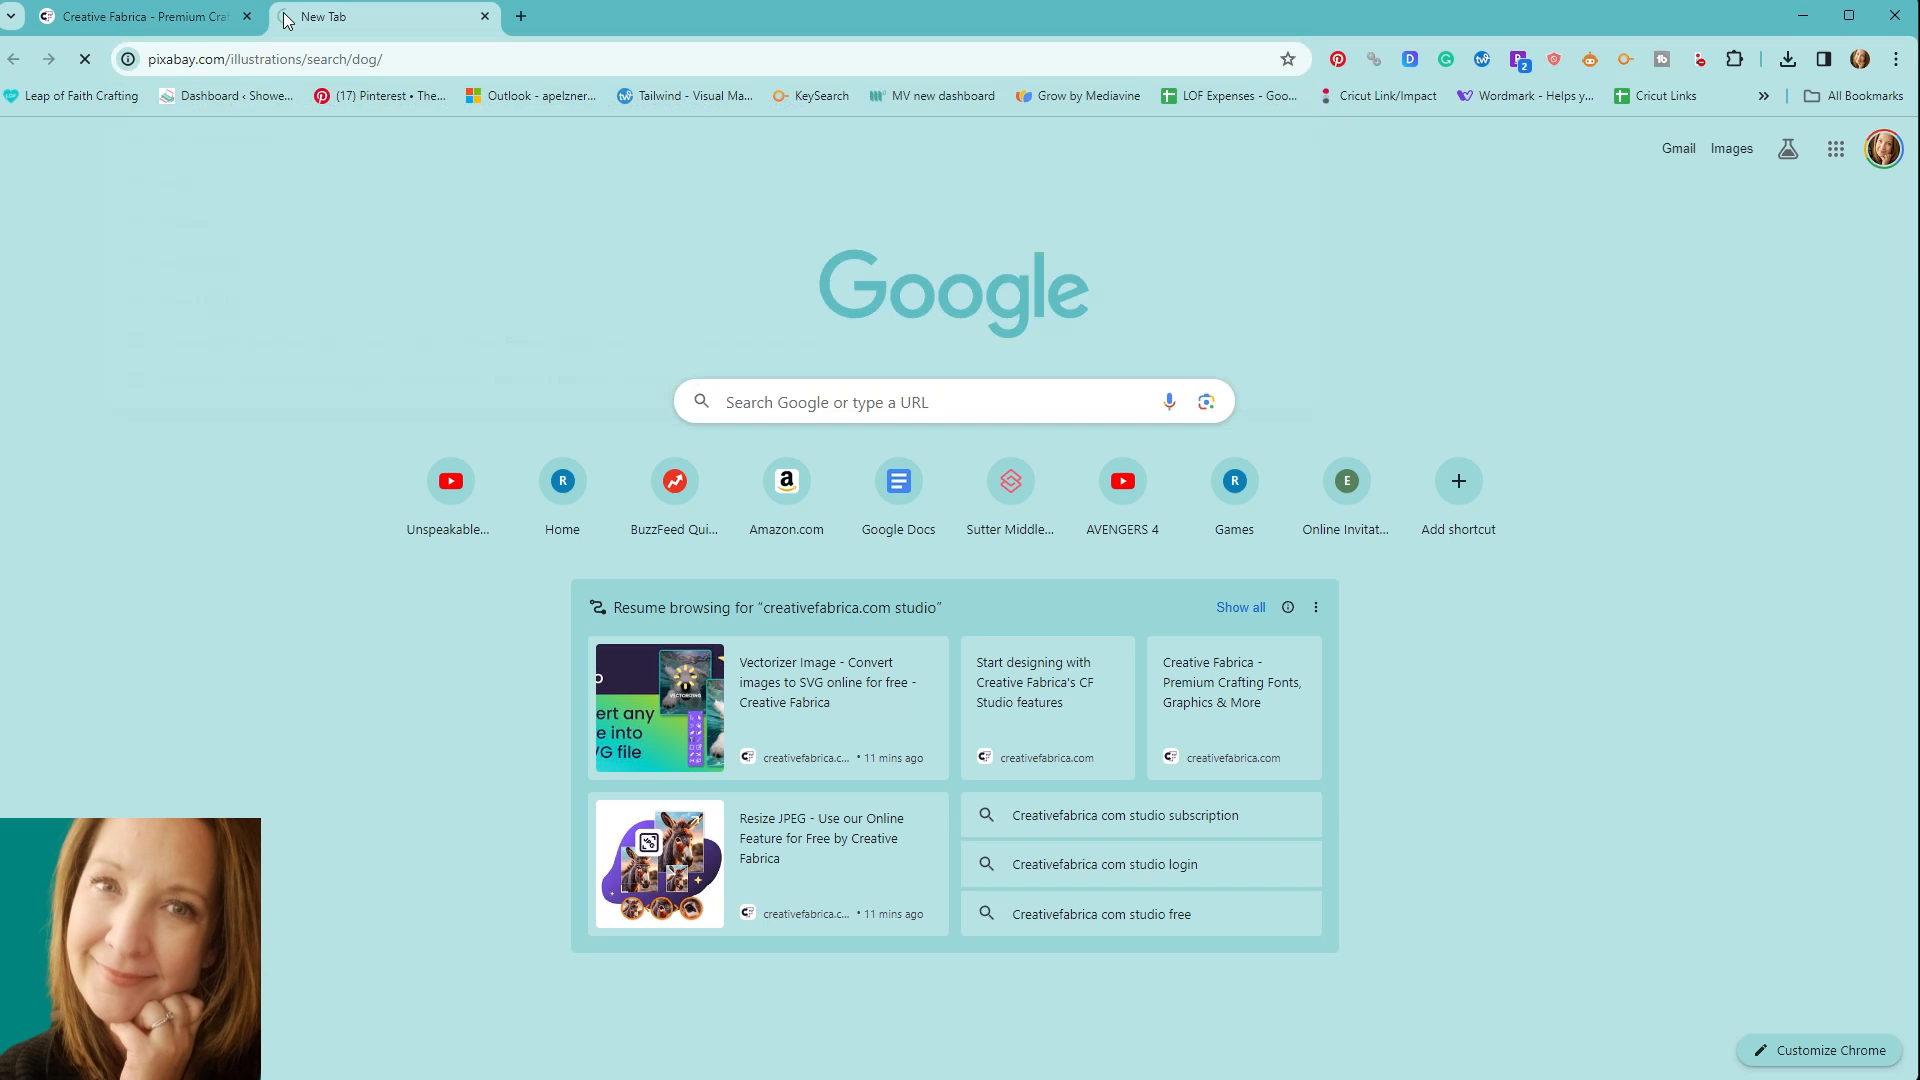 Creative Fabrica - Premium Cra
New Tab
pixabay.com/illustrations/search/dog/
2
Leap of Faith Crafting
Dashboard ‹ Showe...
(17) Pinterest • The...
Outlook - apelzner...
Tailwind - Visual Ma...
KeySearch
MV new dashboard
Grow by Mediavine
LOF Expenses - Goo...
Cricut Link/Impact
Wordmark - Helps y...
Cricut Links
»
All Bookmarks
Gmail
Images
Google
Search Google or type a URL
R
a
R
E
Unspeakable...
Home
BuzzFeed Qui...
Amazon.com
Google Docs
Sutter Middle...
AVENGERS 4
Games
Online Invitat...
Add shortcut
Resume browsing for “creativefabrica.com studio”
Show all
ert any
e into
G file
Vectorizer Image - Convert
images to SVG online for free -
Creative Fabrica
creativefabrica.c... • 11 mins ago
Start designing with
Creative Fabrica's CF
Studio features
creativefabrica.com
Creative Fabrica -
Premium Crafting Fonts,
Graphics & More
creativefabrica.com
Resize JPEG - Use our Online
Feature for Free by Creative
Fabrica
creativefabrica.c... • 11 mins ago
Creativefabrica com studio subscription
Creativefabrica com studio login
Creativefabrica com studio free
Customize Chrome